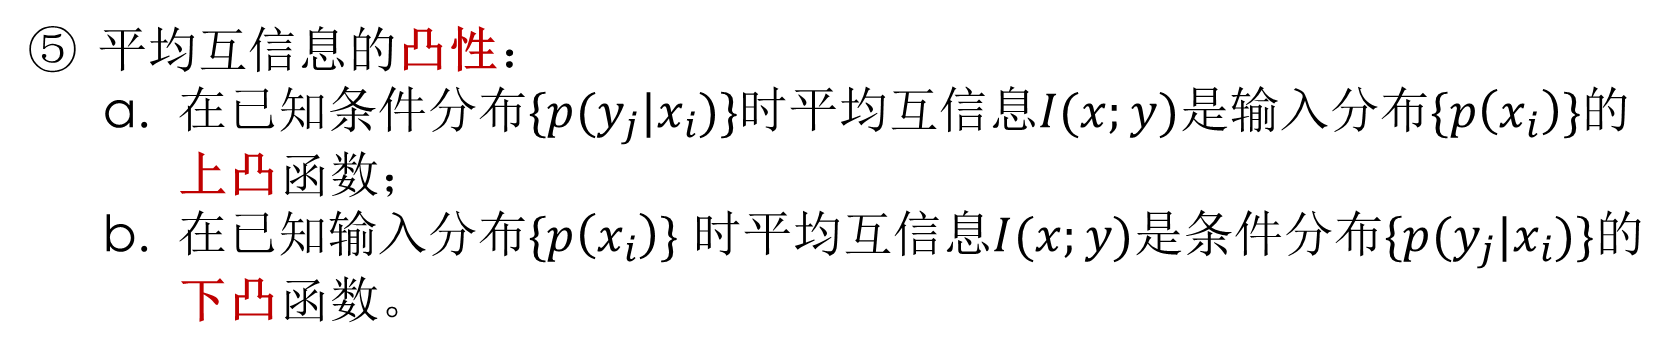 ⑤ 平均互信息的凸性：
a. 在已知条件分布{p(y_j|x_i)}时平均互信息I(x; y)是输入分布{p(x_i)}的
上凸函数；
b. 在已知输入分布{p(x_i)} 时平均互信息I(x; y)是条件分布{p(y_j|x_i)}的
下凸函数。